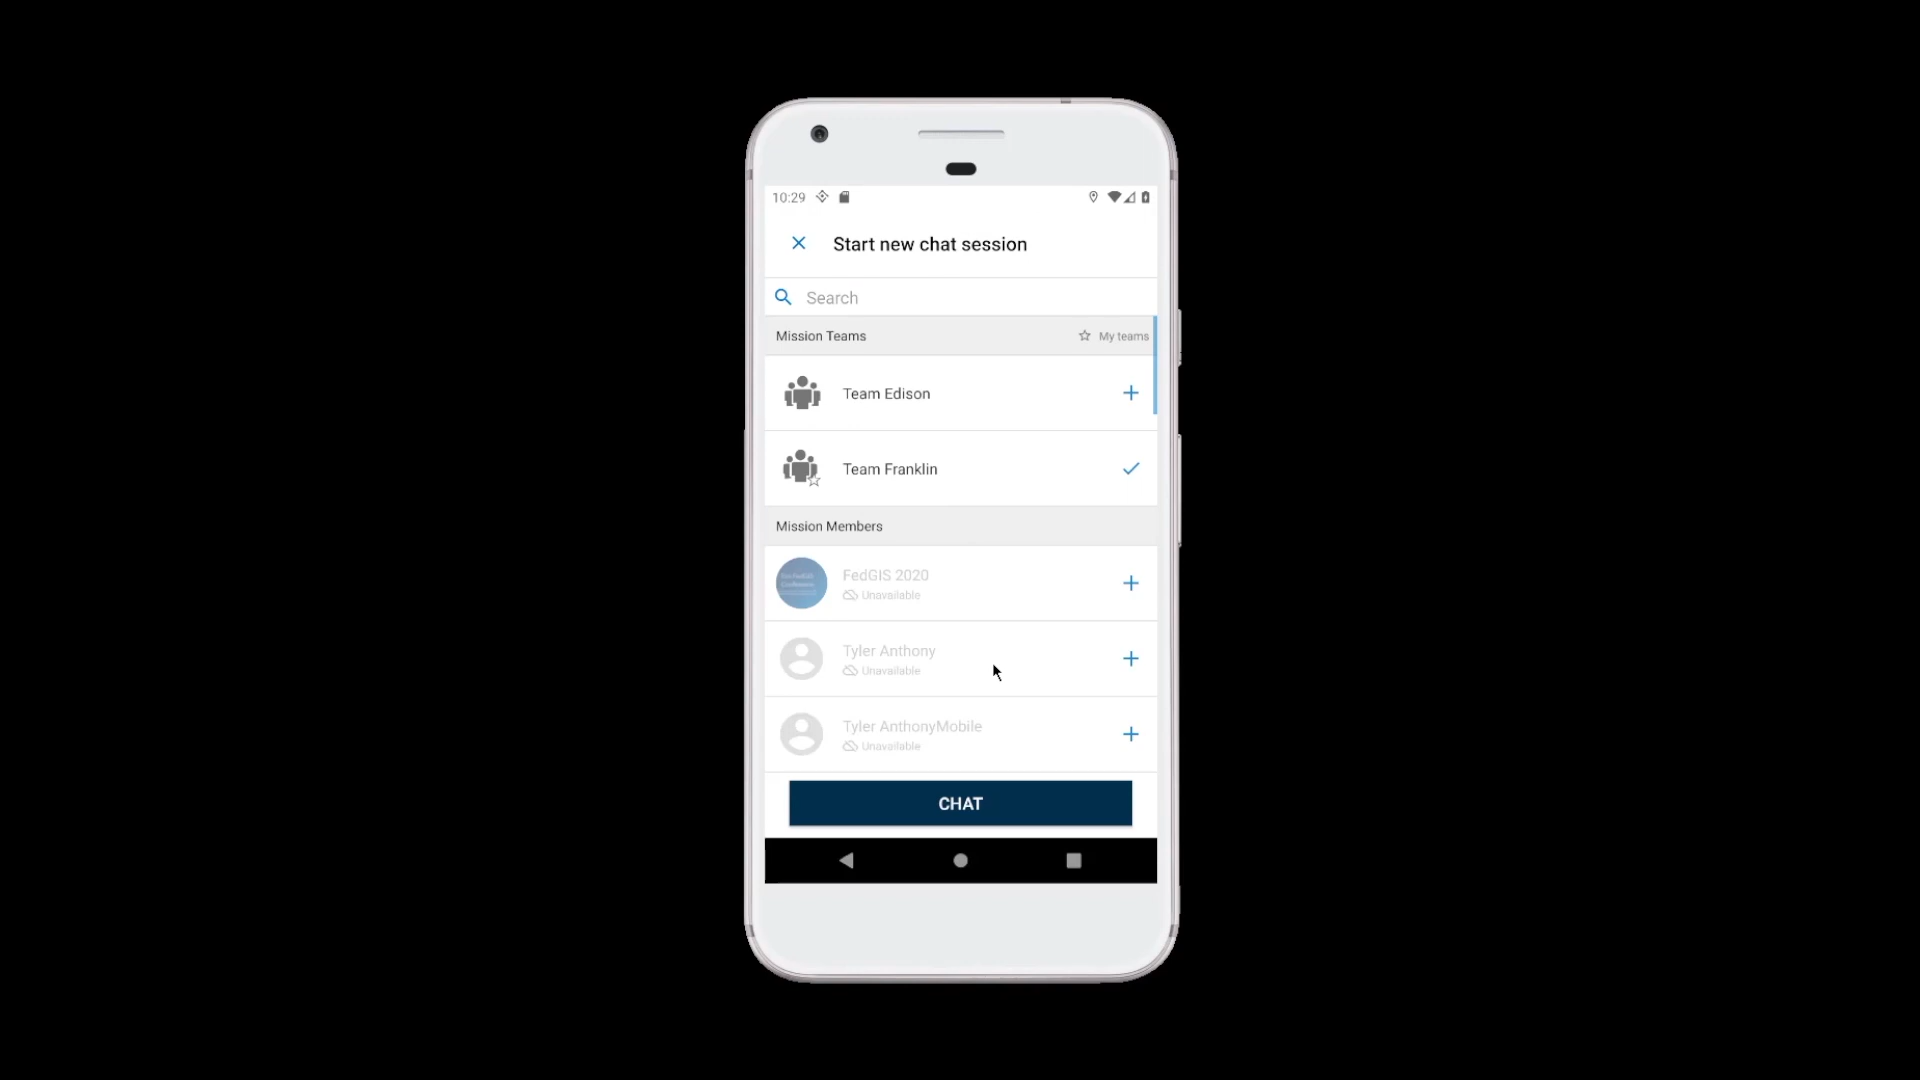 10:29
Start new chat session
Search
Mission Teams
My teams
Team Edison
Team Franklin
Mission Members
FedGIS 2020
Unavailable
Tyler Anthony
Unavailable
Tyler AnthonyMobile
Unavailable
CHAT